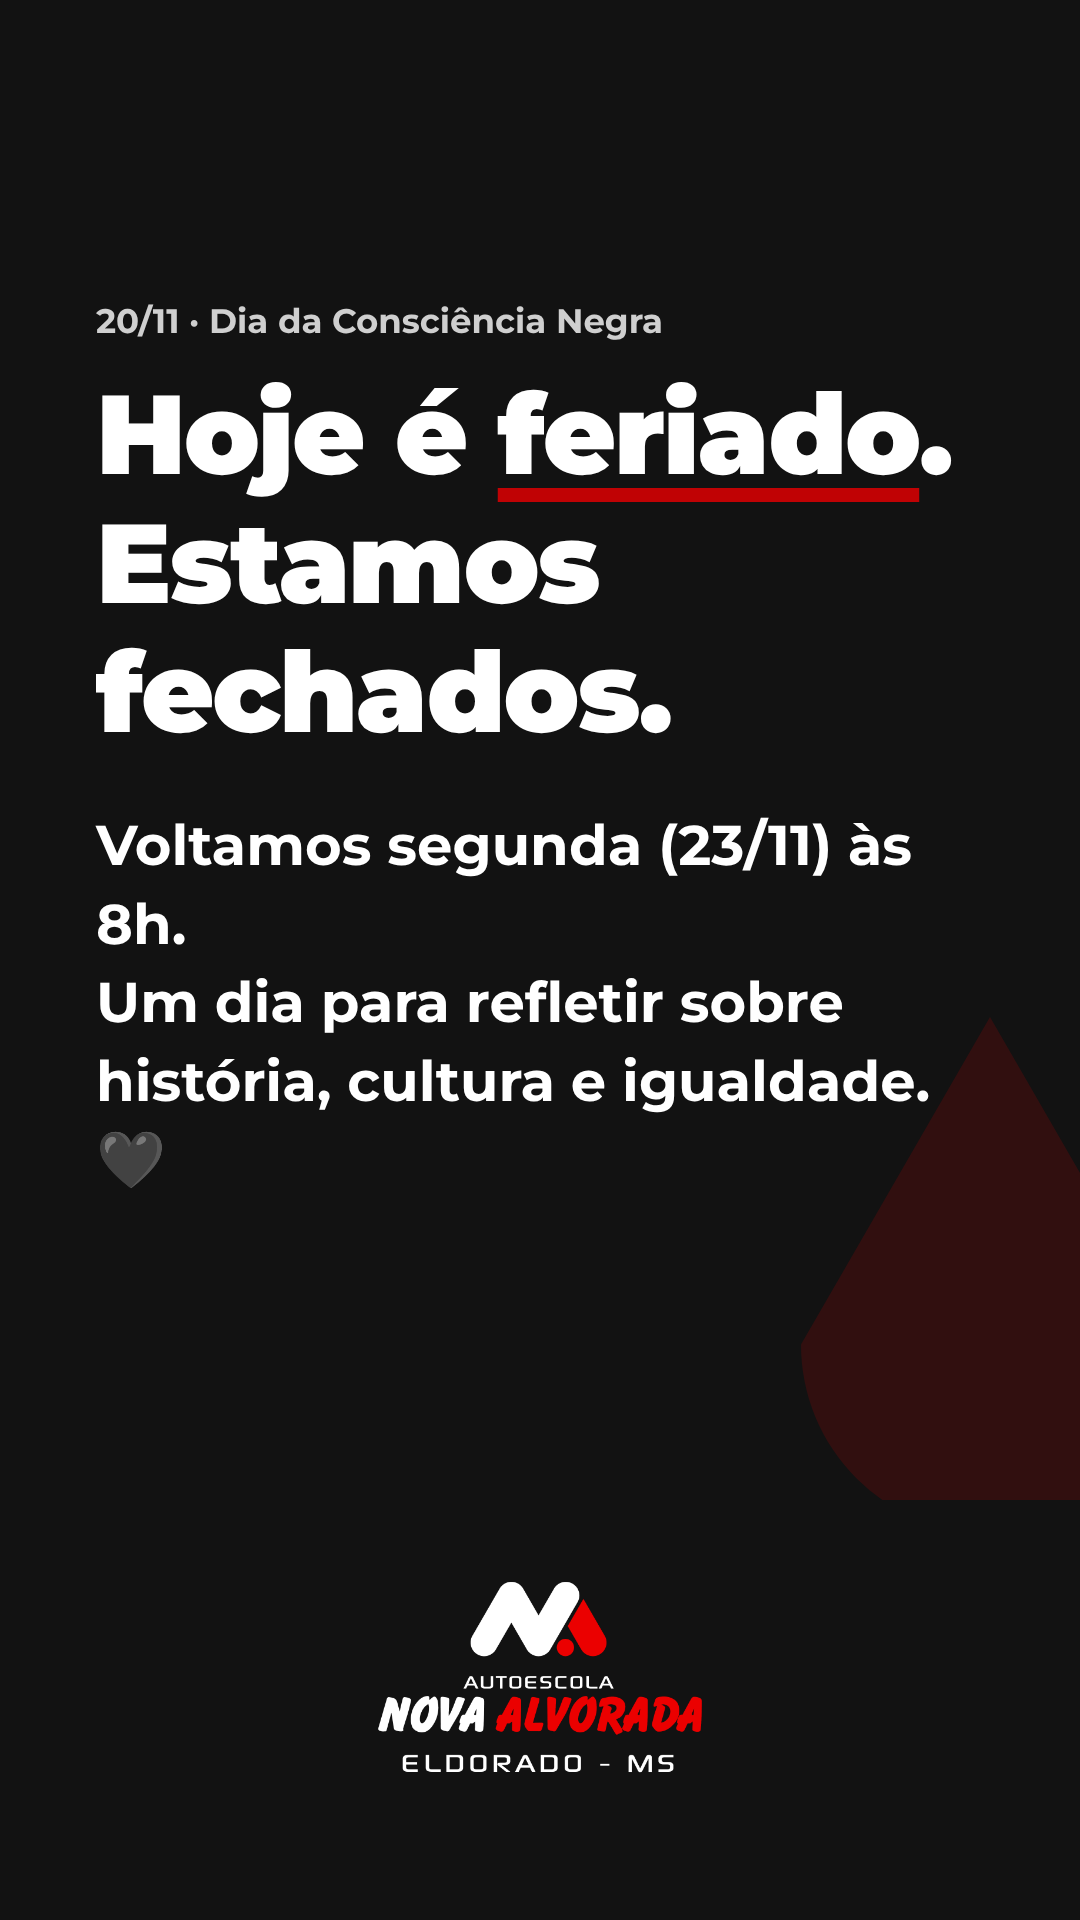 20/11 · Dia da Consciência Negra
Hoje é feriado.
Estamos
fechados.
Voltamos segunda (23/11) às
8h.
Um dia para refletir sobre
história, cultura e igualdade.
🖤
AUTOESCOLA
NOVA ALVORADA
ELDORADO - MS